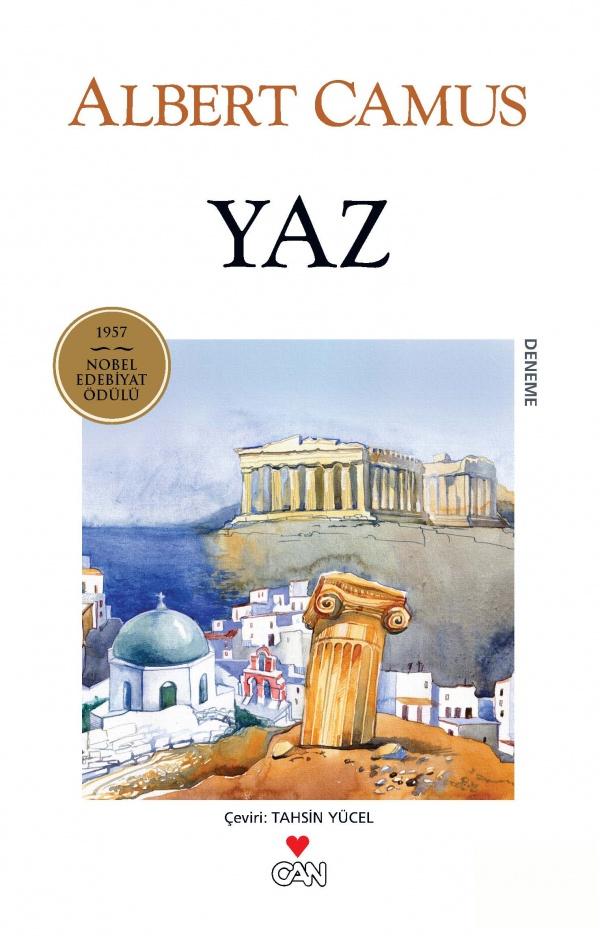 ALBERT CAMUS
YAZ
1957
NOBEL
EDEBİYAT
ÖDÜLÜ
DENEME
Çeviri: TAHSİN YÜCEL
CAN